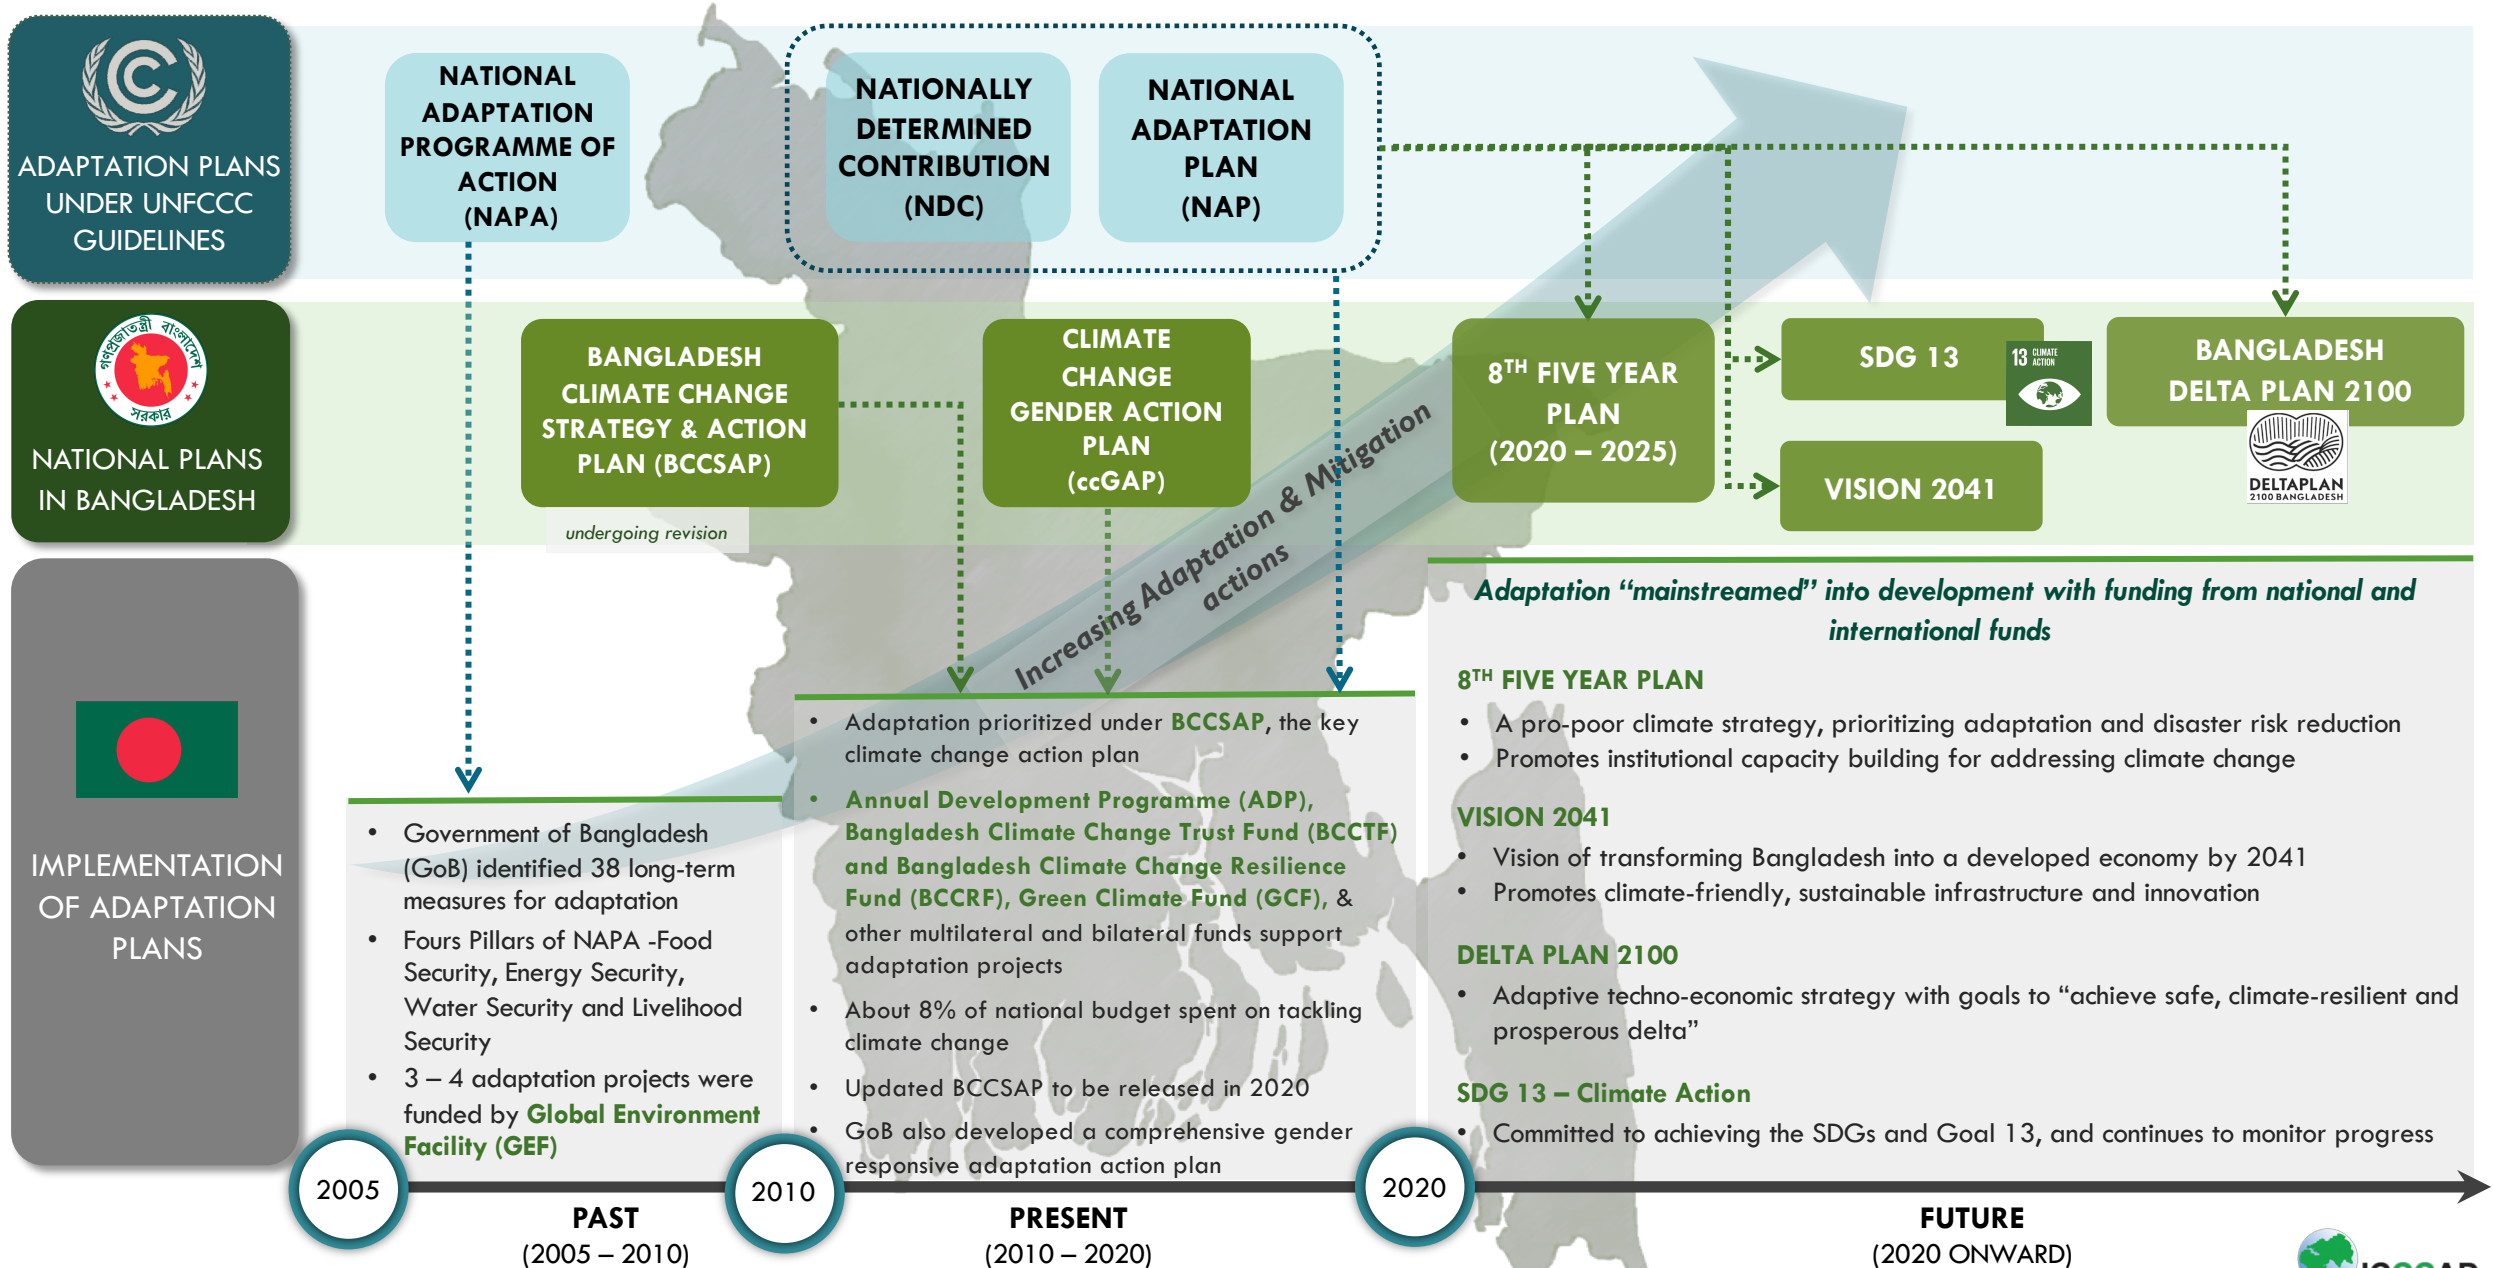 ADAPTATION PLANS
UNDER UNFCCC
GUIDELINES
NATIONAL
ADAPTATION
PROGRAMME OF
ACTION
(NAPA)
NATIONALLY
DETERMINED
CONTRIBUTION
(NDC)
NATIONAL
ADAPTATION
PLAN
(NAP)
গণপ্রজাতন্ত্রী বাংলাদেশ
সরকার
NATIONAL PLANS
IN BANGLADESH
BANGLADESH
CLIMATE CHANGE
STRATEGY & ACTION
PLAN (BCCSAP)
undergoing revision
CLIMATE
CHANGE
GENDER ACTION
PLAN
(ccGAP)
8TH FIVE YEAR
PLAN
(2020 – 2025)
SDG 13
13 CLIMATE
ACTION
VISION 2041
BANGLADESH
DELTA PLAN 2100
DELTAPLAN
2100 BANGLADESH
Increasing Adaptation & Mitigation
actions
IMPLEMENTATION
OF ADAPTATION
PLANS
• Government of Bangladesh
(GoB) identified 38 long-term
measures for adaptation
• Fours Pillars of NAPA -Food
Security, Energy Security,
Water Security and Livelihood
Security
• 3 – 4 adaptation projects were
funded by Global Environment
Facility (GEF)
• Adaptation prioritized under BCCSAP, the key
climate change action plan
• Annual Development Programme (ADP),
Bangladesh Climate Change Trust Fund (BCCTF)
and Bangladesh Climate Change Resilience
Fund (BCCRF), Green Climate Fund (GCF), &
other multilateral and bilateral funds support
adaptation projects
• About 8% of national budget spent on tackling
climate change
• Updated BCCSAP to be released in 2020
• GoB also developed a comprehensive gender
responsive adaptation action plan
Adaptation “mainstreamed” into development with funding from national and
international funds
8TH FIVE YEAR PLAN
• A pro-poor climate strategy, prioritizing adaptation and disaster risk reduction
• Promotes institutional capacity building for addressing climate change
VISION 2041
• Vision of transforming Bangladesh into a developed economy by 2041
• Promotes climate-friendly, sustainable infrastructure and innovation
DELTA PLAN 2100
• Adaptive techno-economic strategy with goals to “achieve safe, climate-resilient and
prosperous delta”
SDG 13 – Climate Action
• Committed to achieving the SDGs and Goal 13, and continues to monitor progress
2005
2010
2020
PAST
(2005 – 2010)
PRESENT
(2010 – 2020)
FUTURE
(2020 ONWARD)